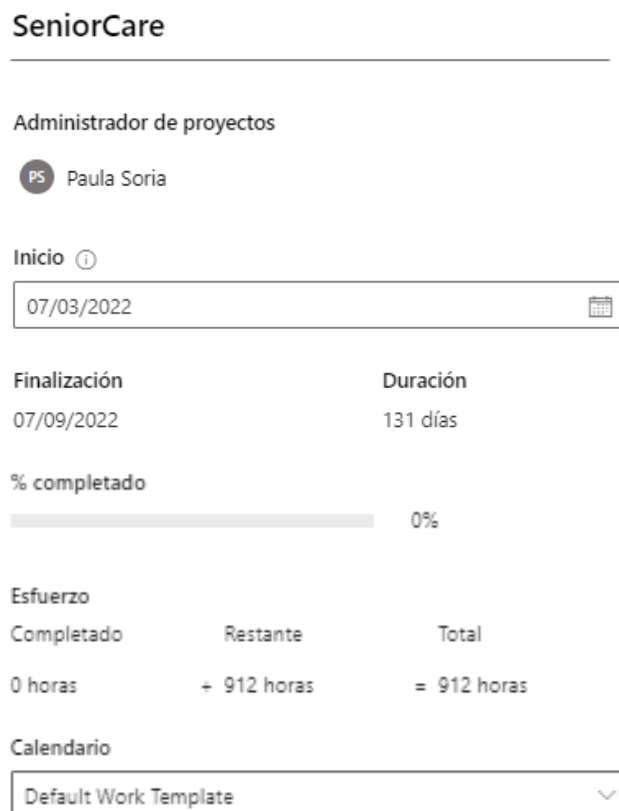 SeniorCare
Administrador de proyectos
PS Paula Soria
Inicio
07/03/2022
Finalización Duración
07/09/2022 131 días
% completado
0%
Esfuerzo
Completado Restante Total
0 horas + 912 horas = 912 horas
Calendario
Default Work Template